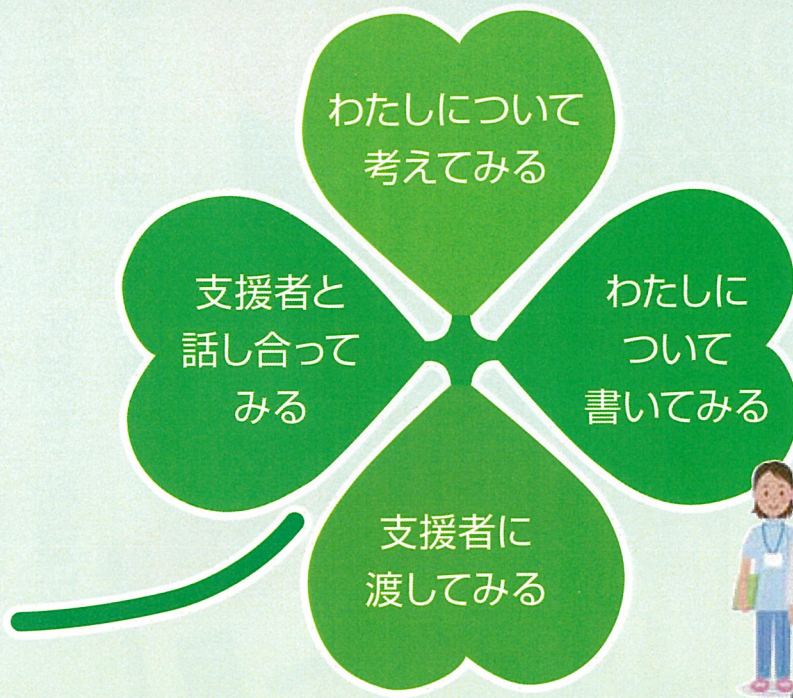 わたしについて
考えてみる
わたしに
ついて
書いてみる
支援者に
渡してみる
支援者と
話し合って
みる